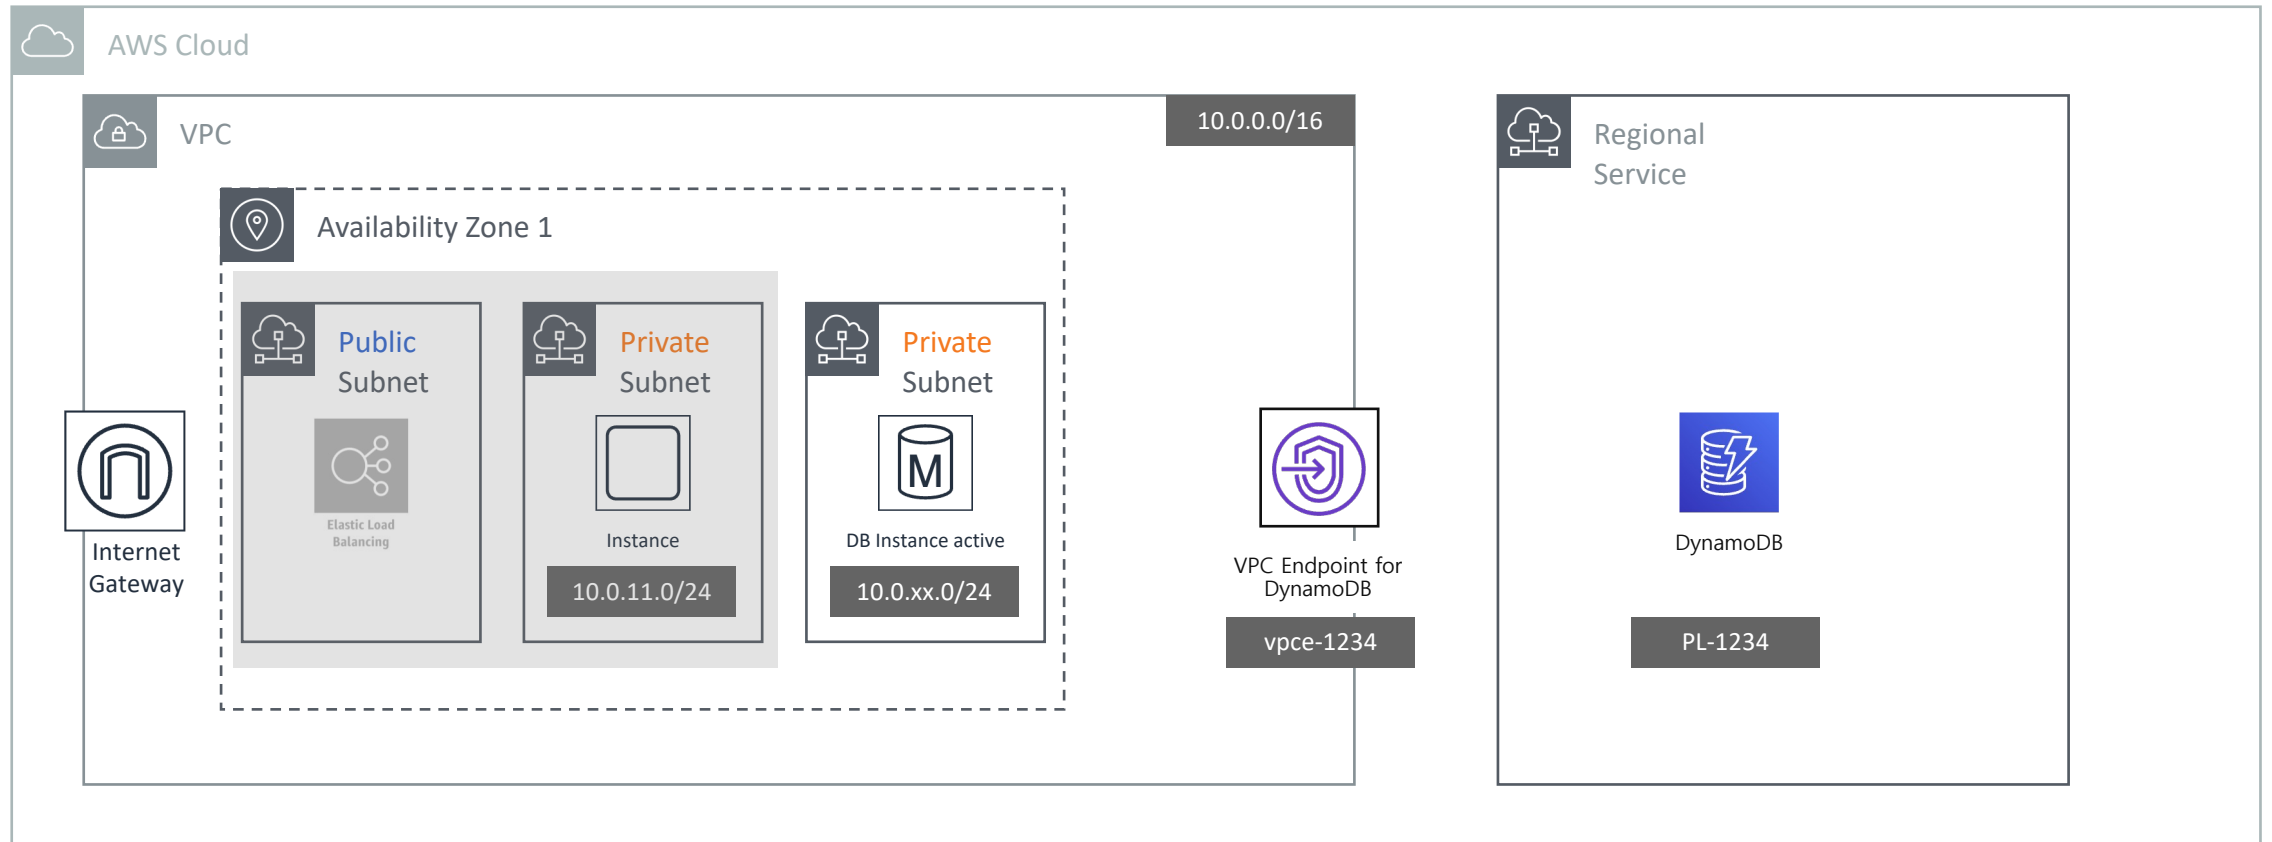 AWS Cloud
VPC
10.0.0.0/16
Regional
Service
Availability Zone 1
Public
Subnet
Private
Subnet
Private
Subnet
Elastic Load
Balancing
Instance
DB Instance active
M
10.0.11.0/24
10.0.xx.0/24
Internet
Gateway
VPC Endpoint for
DynamoDB
vpce-1234
DynamoDB
PL-1234